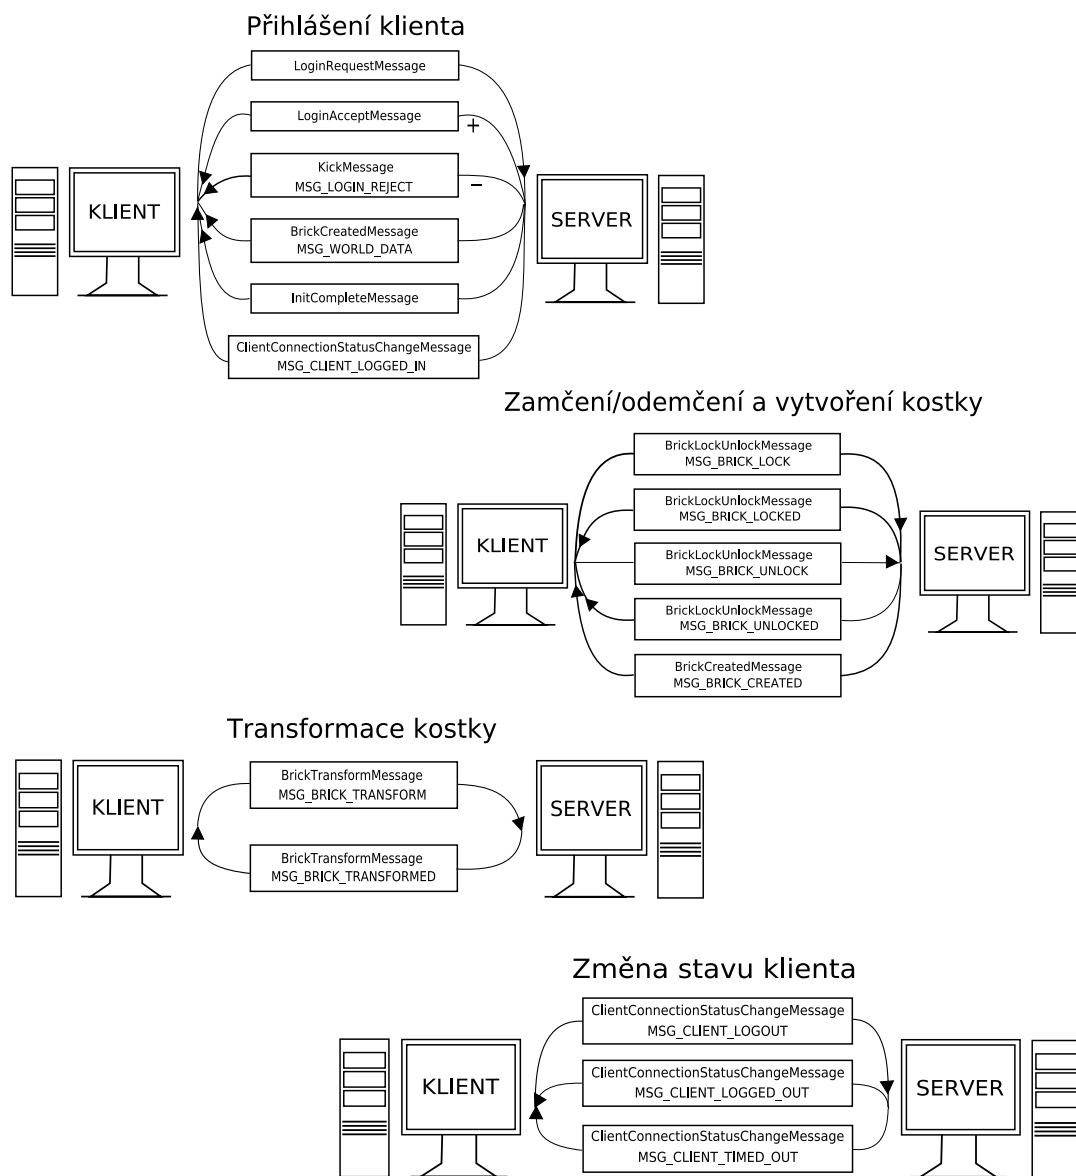 Přihlášení klienta
LoginRequestMessage
LoginAcceptMessage
+
KickMessage
MSG_LOGIN_REJECT
−
KLIENT
SERVER
BrickCreatedMessage
MSG_WORLD_DATA
InitCompleteMessage
ClientConnectionStatusChangeMessage
MSG_CLIENT_LOGGED_IN
Zamčení/odemčení a vytvoření kostky
BrickLockUnlockMessage
MSG_BRICK_LOCK
BrickLockUnlockMessage
MSG_BRICK_LOCKED
KLIENT
SERVER
BrickLockUnlockMessage
MSG_BRICK_UNLOCK
BrickLockUnlockMessage
MSG_BRICK_UNLOCKED
BrickCreatedMessage
MSG_BRICK_CREATED
Transformace kostky
BrickTransformMessage
MSG_BRICK_TRANSFORM
KLIENT
SERVER
BrickTransformMessage
MSG_BRICK_TRANSFORMED
Změna stavu klienta
ClientConnectionStatusChangeMessage
MSG_CLIENT_LOGOUT
ClientConnectionStatusChangeMessage
MSG_CLIENT_LOGGED_OUT
KLIENT
SERVER
ClientConnectionStatusChangeMessage
MSG_CLIENT_TIMED_OUT